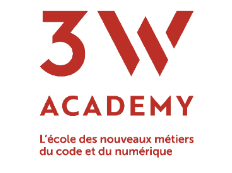 3W
ACADEMY
L'école des nouveaux métiers
du code et du numérique